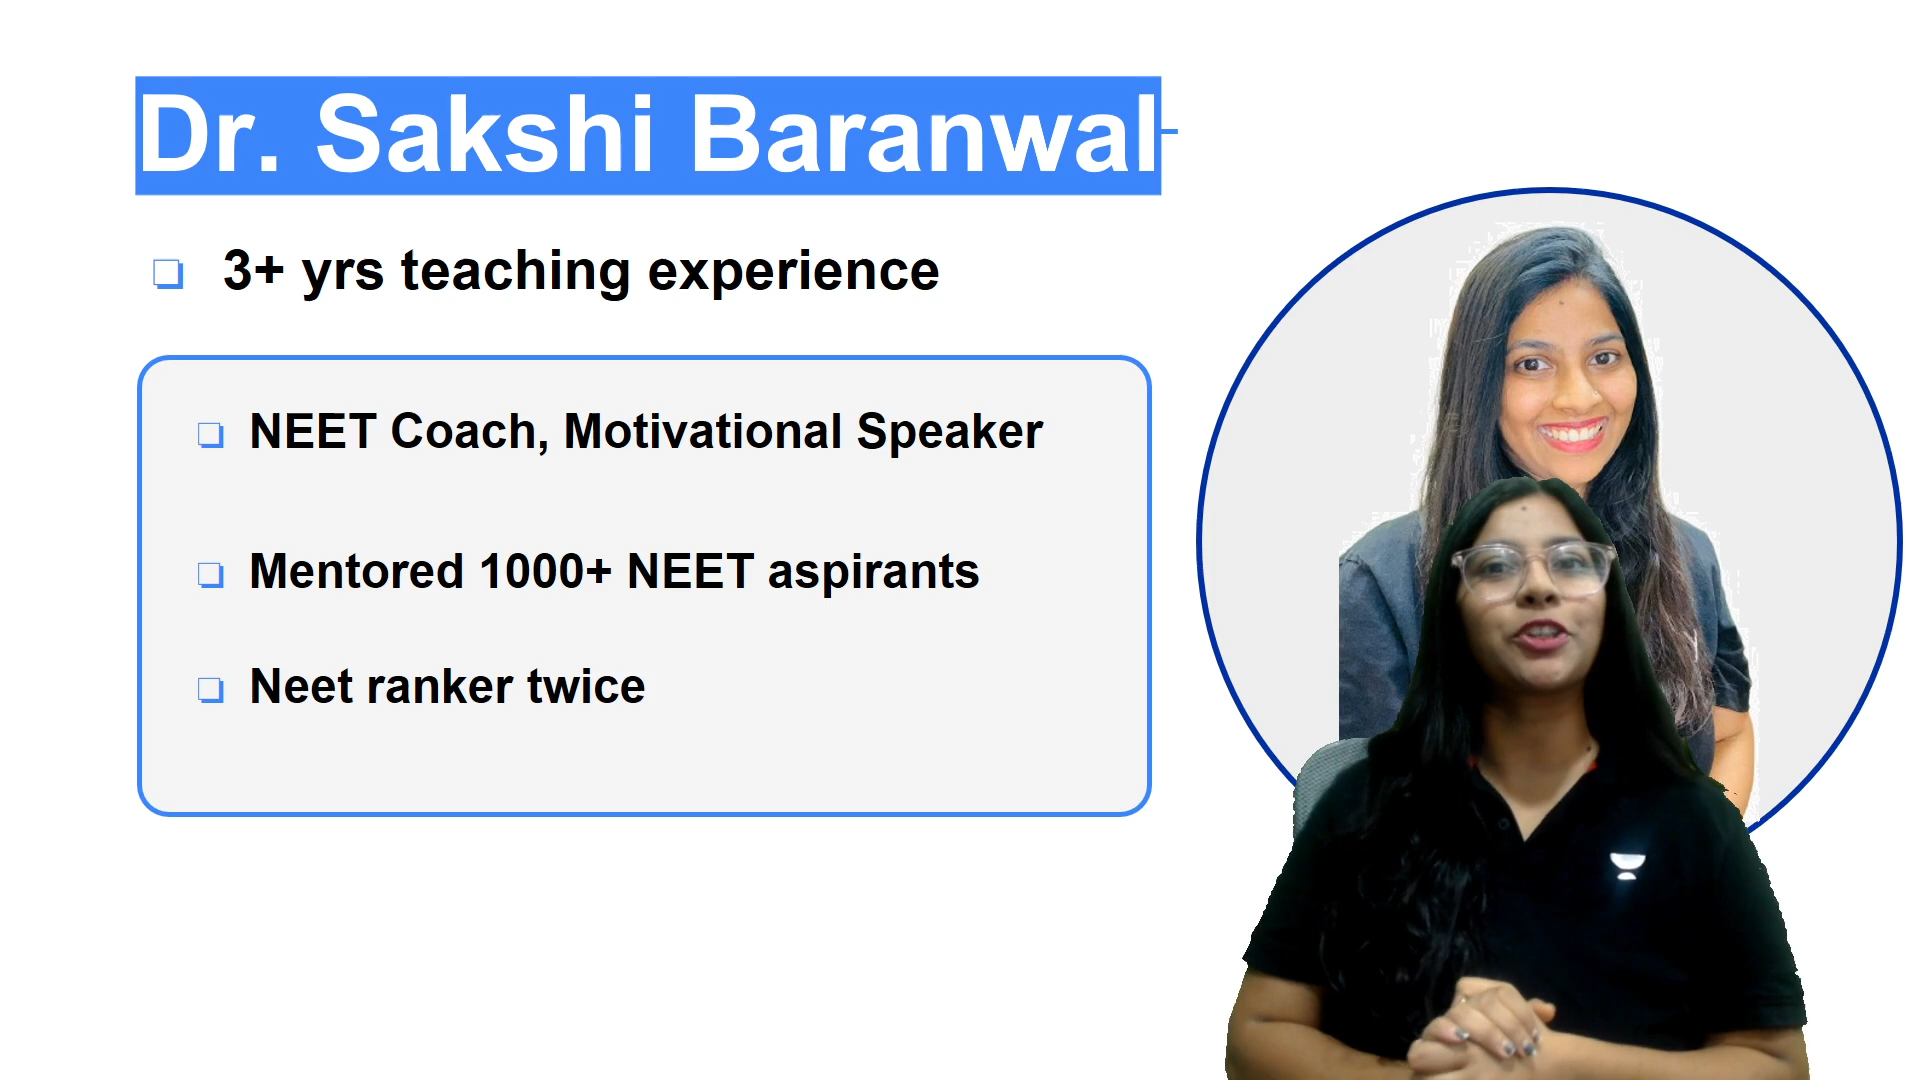 Dr. Sakshi Baranwal-
3+ yrs teaching experience
NEET Coach, Motivational Speaker
Mentored 1000+ NEET aspirants
Neet ranker twice